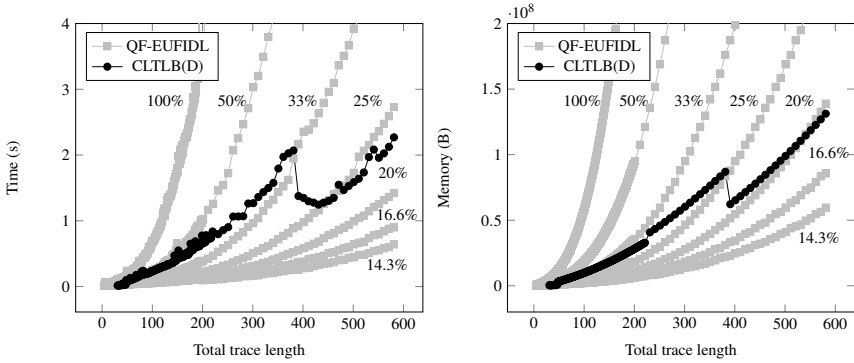 4
3
2
1
0
Time (s)
QF-EUFIDL
CLTLB(D)
100%
50%
33%
25%
20%
16.6%
14.3%
0 100 200 300 400 500 600
Total trace length
·10^8
2
1.5
1
0.5
0
Memory (B)
QF-EUFIDL
CLTLB(D)
100%
50%
33%
25%
20%
16.6%
14.3%
0 100 200 300 400 500 600
Total trace length